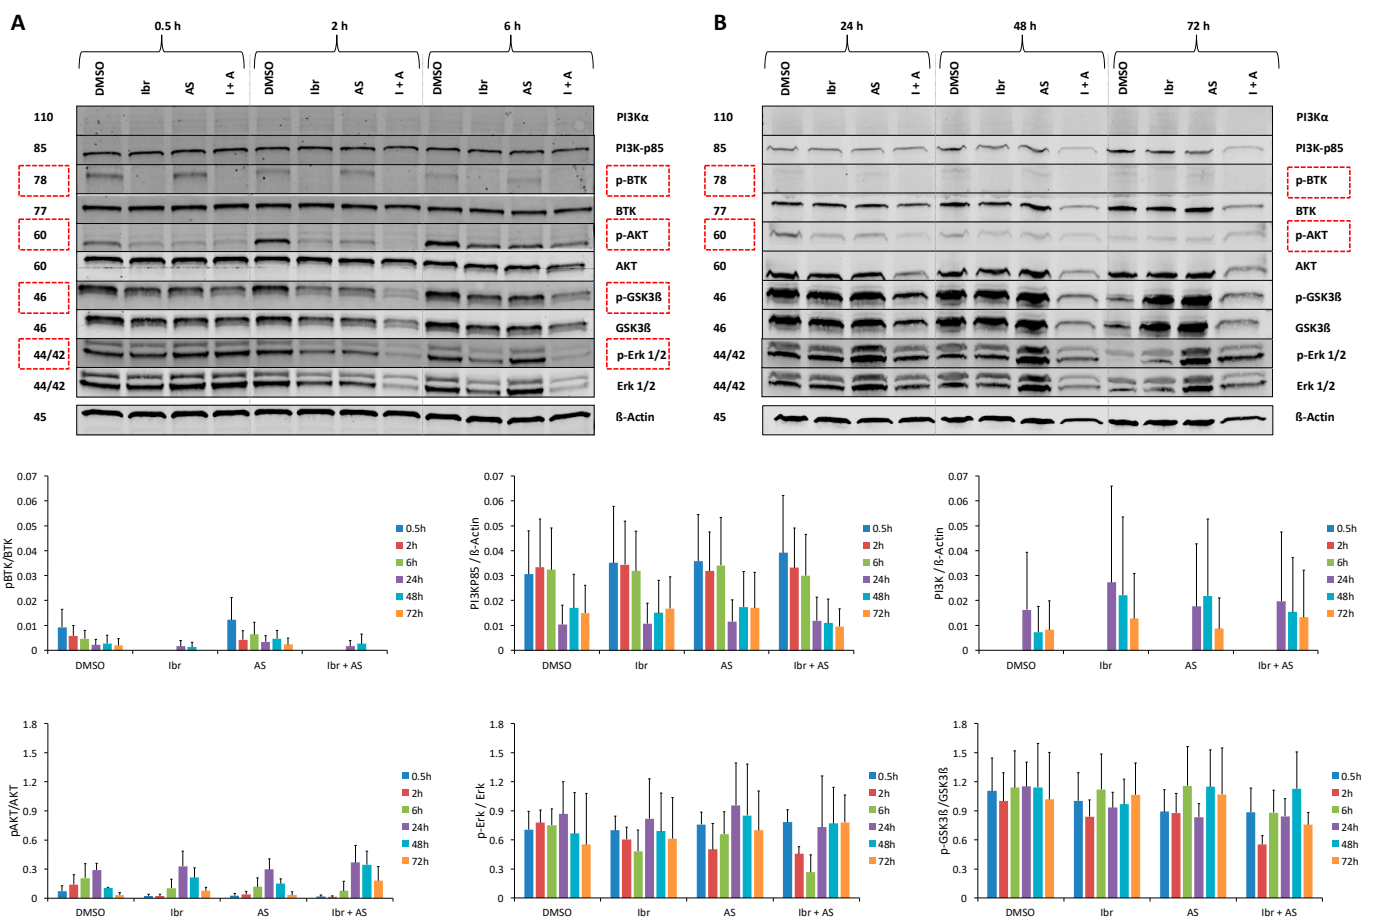 A
0.5 h
2 h
6 h
DMSO
Ibr
AS
I + A
DMSO
Ibr
AS
I + A
DMSO
Ibr
AS
I + A
110 PI3Kα
85 PI3K-p85
78 p-BTK
77 BTK
60 p-AKT
60 AKT
46 p-GSK3ß
46 GSK3ß
44/42 p-Erk 1/2
44/42 Erk 1/2
45 ß-Actin
B
24 h
48 h
72 h
DMSO
Ibr
AS
I + A
DMSO
Ibr
AS
I + A
DMSO
Ibr
AS
I + A
110 PI3Kα
85 PI3K-p85
78 p-BTK
77 BTK
60 p-AKT
60 AKT
46 p-GSK3ß
46 GSK3ß
44/42 p-Erk 1/2
44/42 Erk 1/2
45 ß-Actin
pBTK/BTK
0.07
0.06
0.05
0.04
0.03
0.02
0.01
0
DMSO Ibr AS Ibr + AS
0.5h
2h
6h
24h
48h
72h
PI3KP85 / ß-Actin
0.07
0.06
0.05
0.04
0.03
0.02
0.01
0
DMSO Ibr AS Ibr + AS
0.5h
2h
6h
24h
48h
72h
PI3K / ß-Actin
0.07
0.06
0.05
0.04
0.03
0.02
0.01
0
DMSO Ibr AS Ibr + AS
0.5h
2h
6h
24h
48h
72h
pAKT/AKT
1.8
1.5
1.2
0.9
0.6
0.3
0
DMSO Ibr AS Ibr + AS
0.5h
2h
6h
24h
48h
72h
p-Erk / Erk
1.8
1.5
1.2
0.9
0.6
0.3
0
DMSO Ibr AS Ibr + AS
0.5h
2h
6h
24h
48h
72h
p-GSK3ß /GSK3ß
1.8
1.5
1.2
0.9
0.6
0.3
0
DMSO Ibr AS Ibr + AS
0.5h
2h
6h
24h
48h
72h